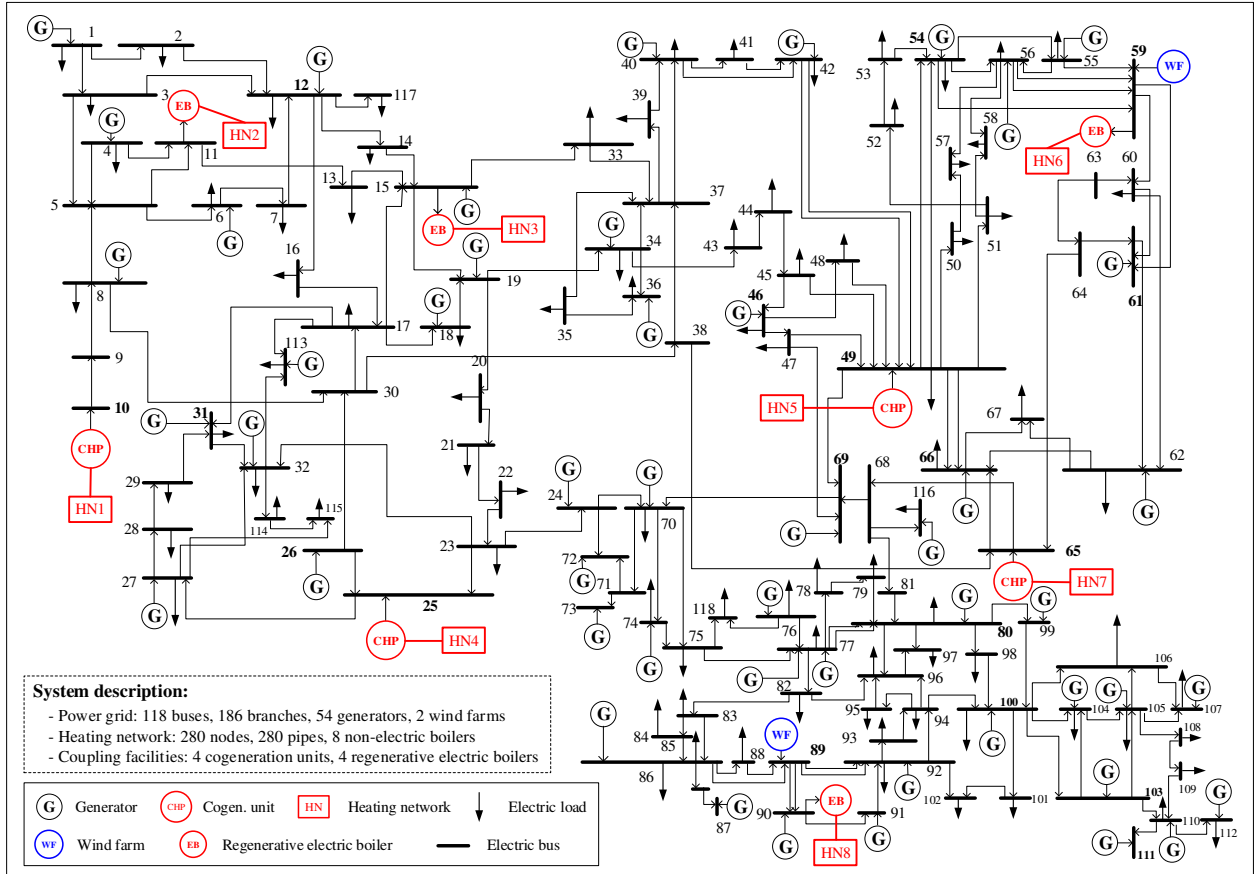 G 1 2 G
3 EB HN2 12 117
G 4 11 14
5 6 G 7 13 15 EB HN3 G
33
G 40 41 G 42
39
37
G 34 43 44
35 36 G
16 G 19
G 8 17 G 18
9 113 G 20
10 30 38
CHP HN1
G 31 G 32
29 21 22
28 114 115
27 G 26 G 23
25
CHP HN4
53 54 G 56 G 55 59 WF
52 57 58 G HN6 EB 63 60
50 51 G 61
45 48 64
G 46 47 49
HN5 CHP
67
66 G 62 G
69 68 116 G
G 65
CHP HN7
G 24 G 70
G 72 71
73 G 74 G
75 118 G 76
78 79 81
77 G 80 G 99 G
G 82 97 98
96
95 94 100
83 93
84 85 88 WF 89 92 G
G 86 87 G
90 EB 91
G HN8 G
102 101
G
106
G 104 G 105 G 107
108
109
G 103 110 G
G 111 G 112
System description:
- Power grid: 118 buses, 186 branches, 54 generators, 2 wind farms
- Heating network: 280 nodes, 280 pipes, 8 non-electric boilers
- Coupling facilities: 4 cogeneration units, 4 regenerative electric boilers
G Generator CHP Cogen. unit HN Heating network Electric load
WF Wind farm EB Regenerative electric boiler Electric bus